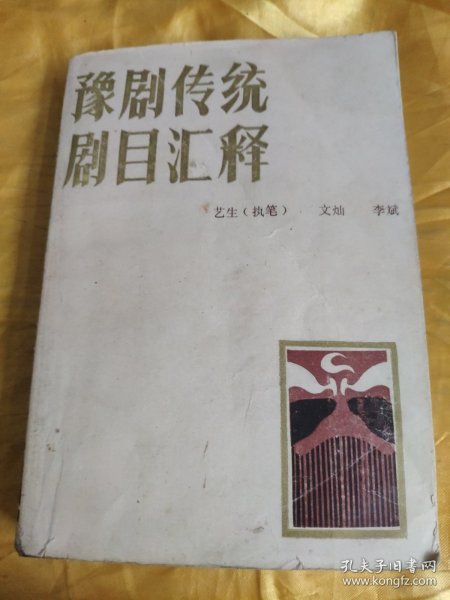 豫剧传统
剧目汇释
艺生（执笔） 文灿 李斌
孔夫子旧书网
www.kongfz.com